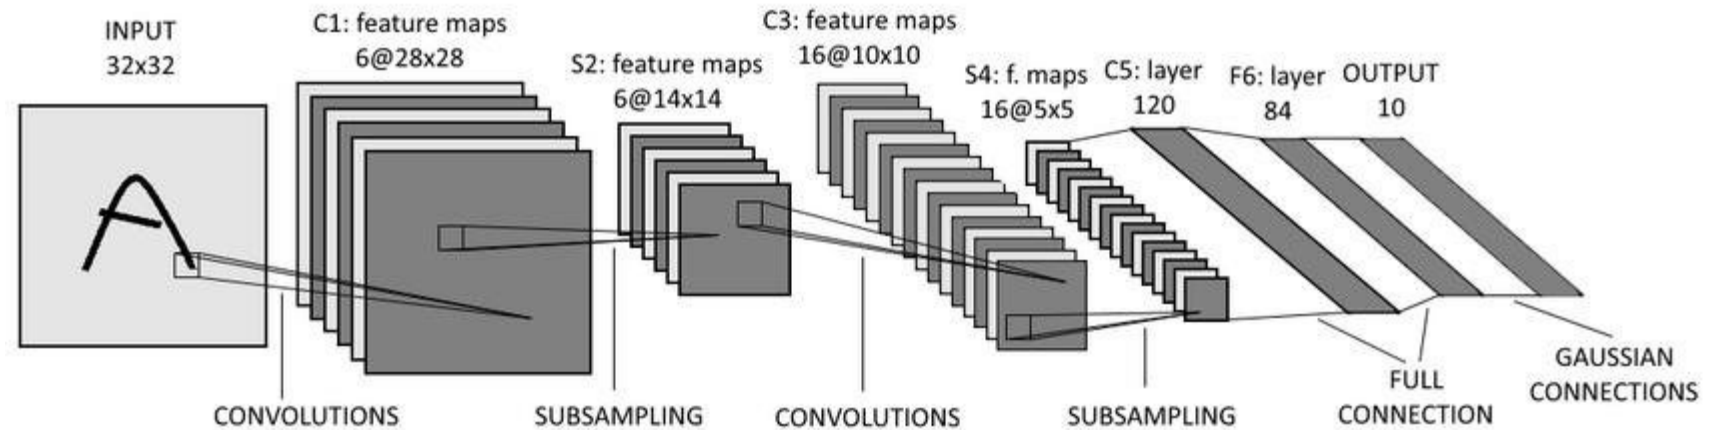 INPUT
32x32
C1: feature maps
6@28x28
S2: feature maps
6@14x14
C3: feature maps
16@10x10
S4: f. maps
16@5x5
C5: layer
120
F6: layer
84
OUTPUT
10
CONVOLUTIONS
SUBSAMPLING
CONVOLUTIONS
SUBSAMPLING
FULL
CONNECTION
GAUSSIAN
CONNECTIONS